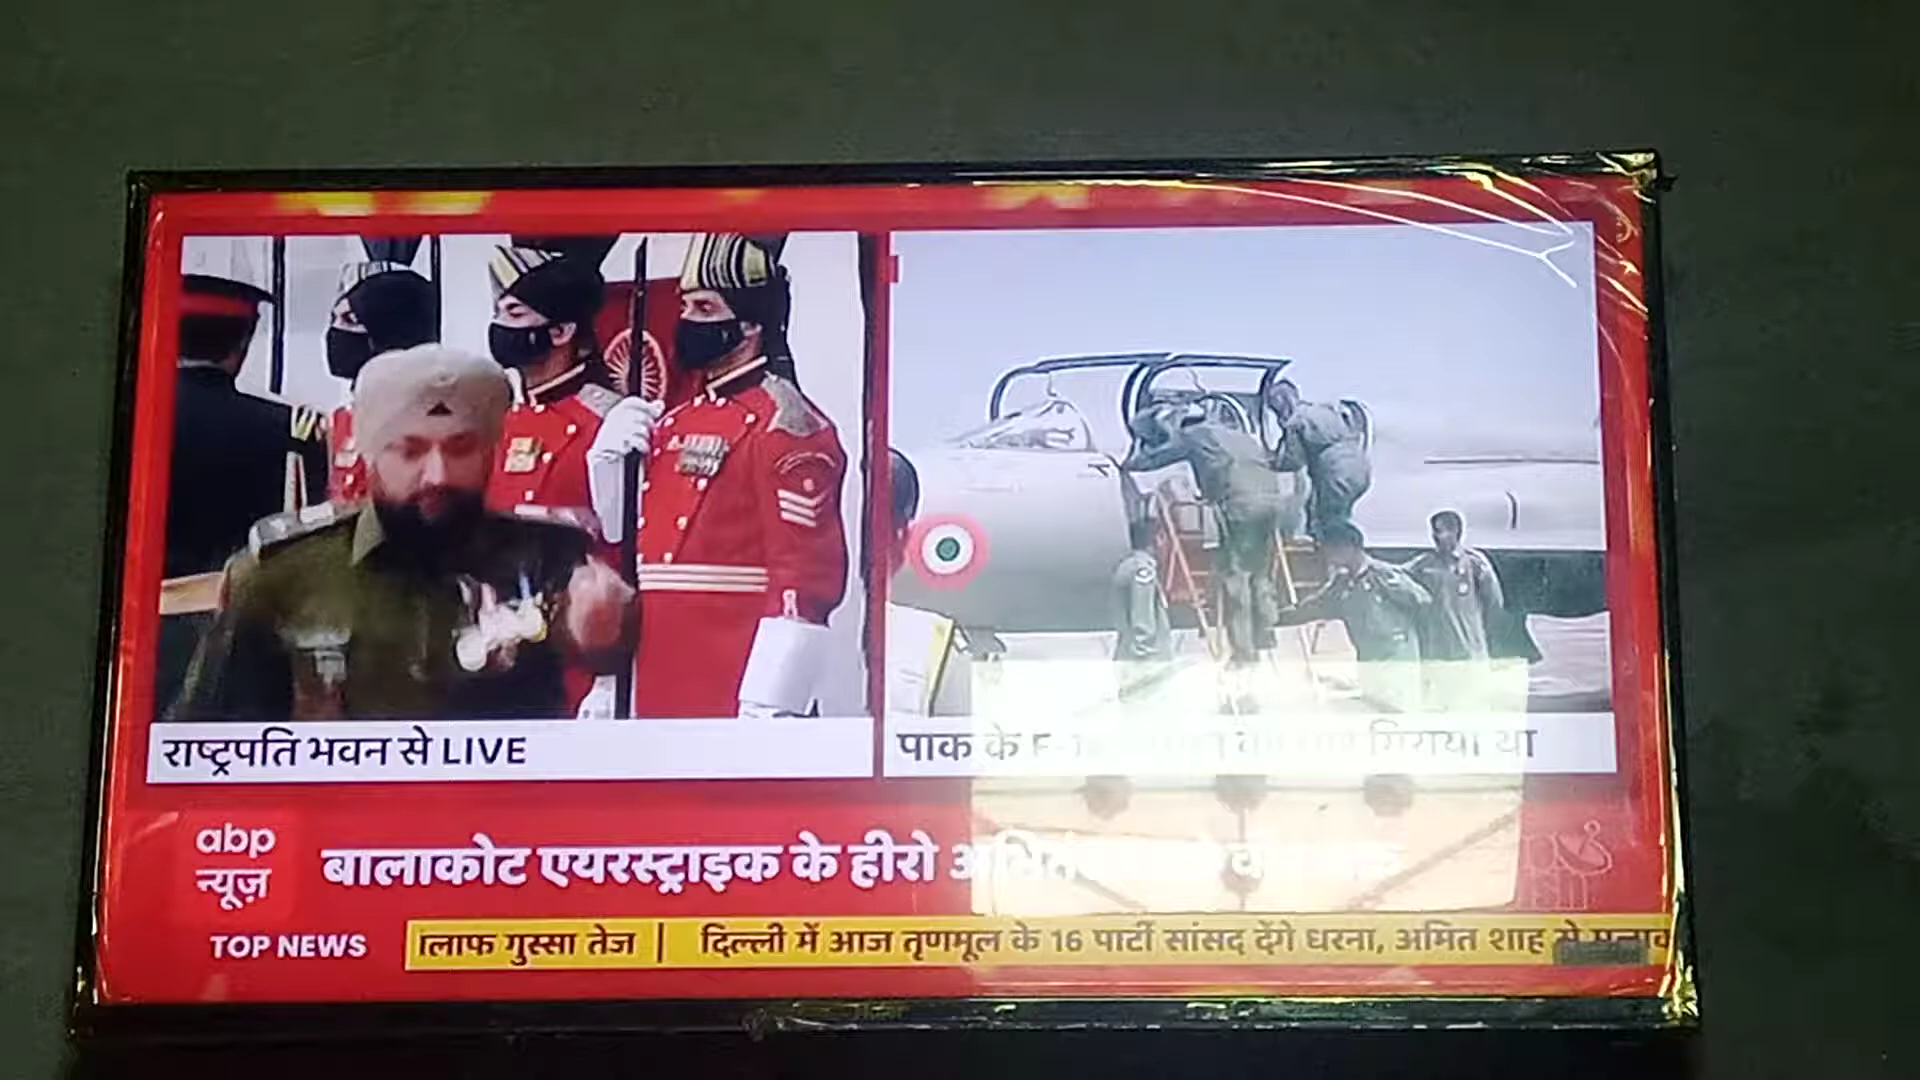 राष्ट्रपति भवन से LIVE
पाक के गिराया था
abp
न्यूज़
बालाकोट एयरस्ट्राइक के हीरो
TOP NEWS
िलाफ गुस्सा तेज | दिल्ली में आज तृणमूल के 16 पार्टी सांसद देंगे धरना, अमित शाह से